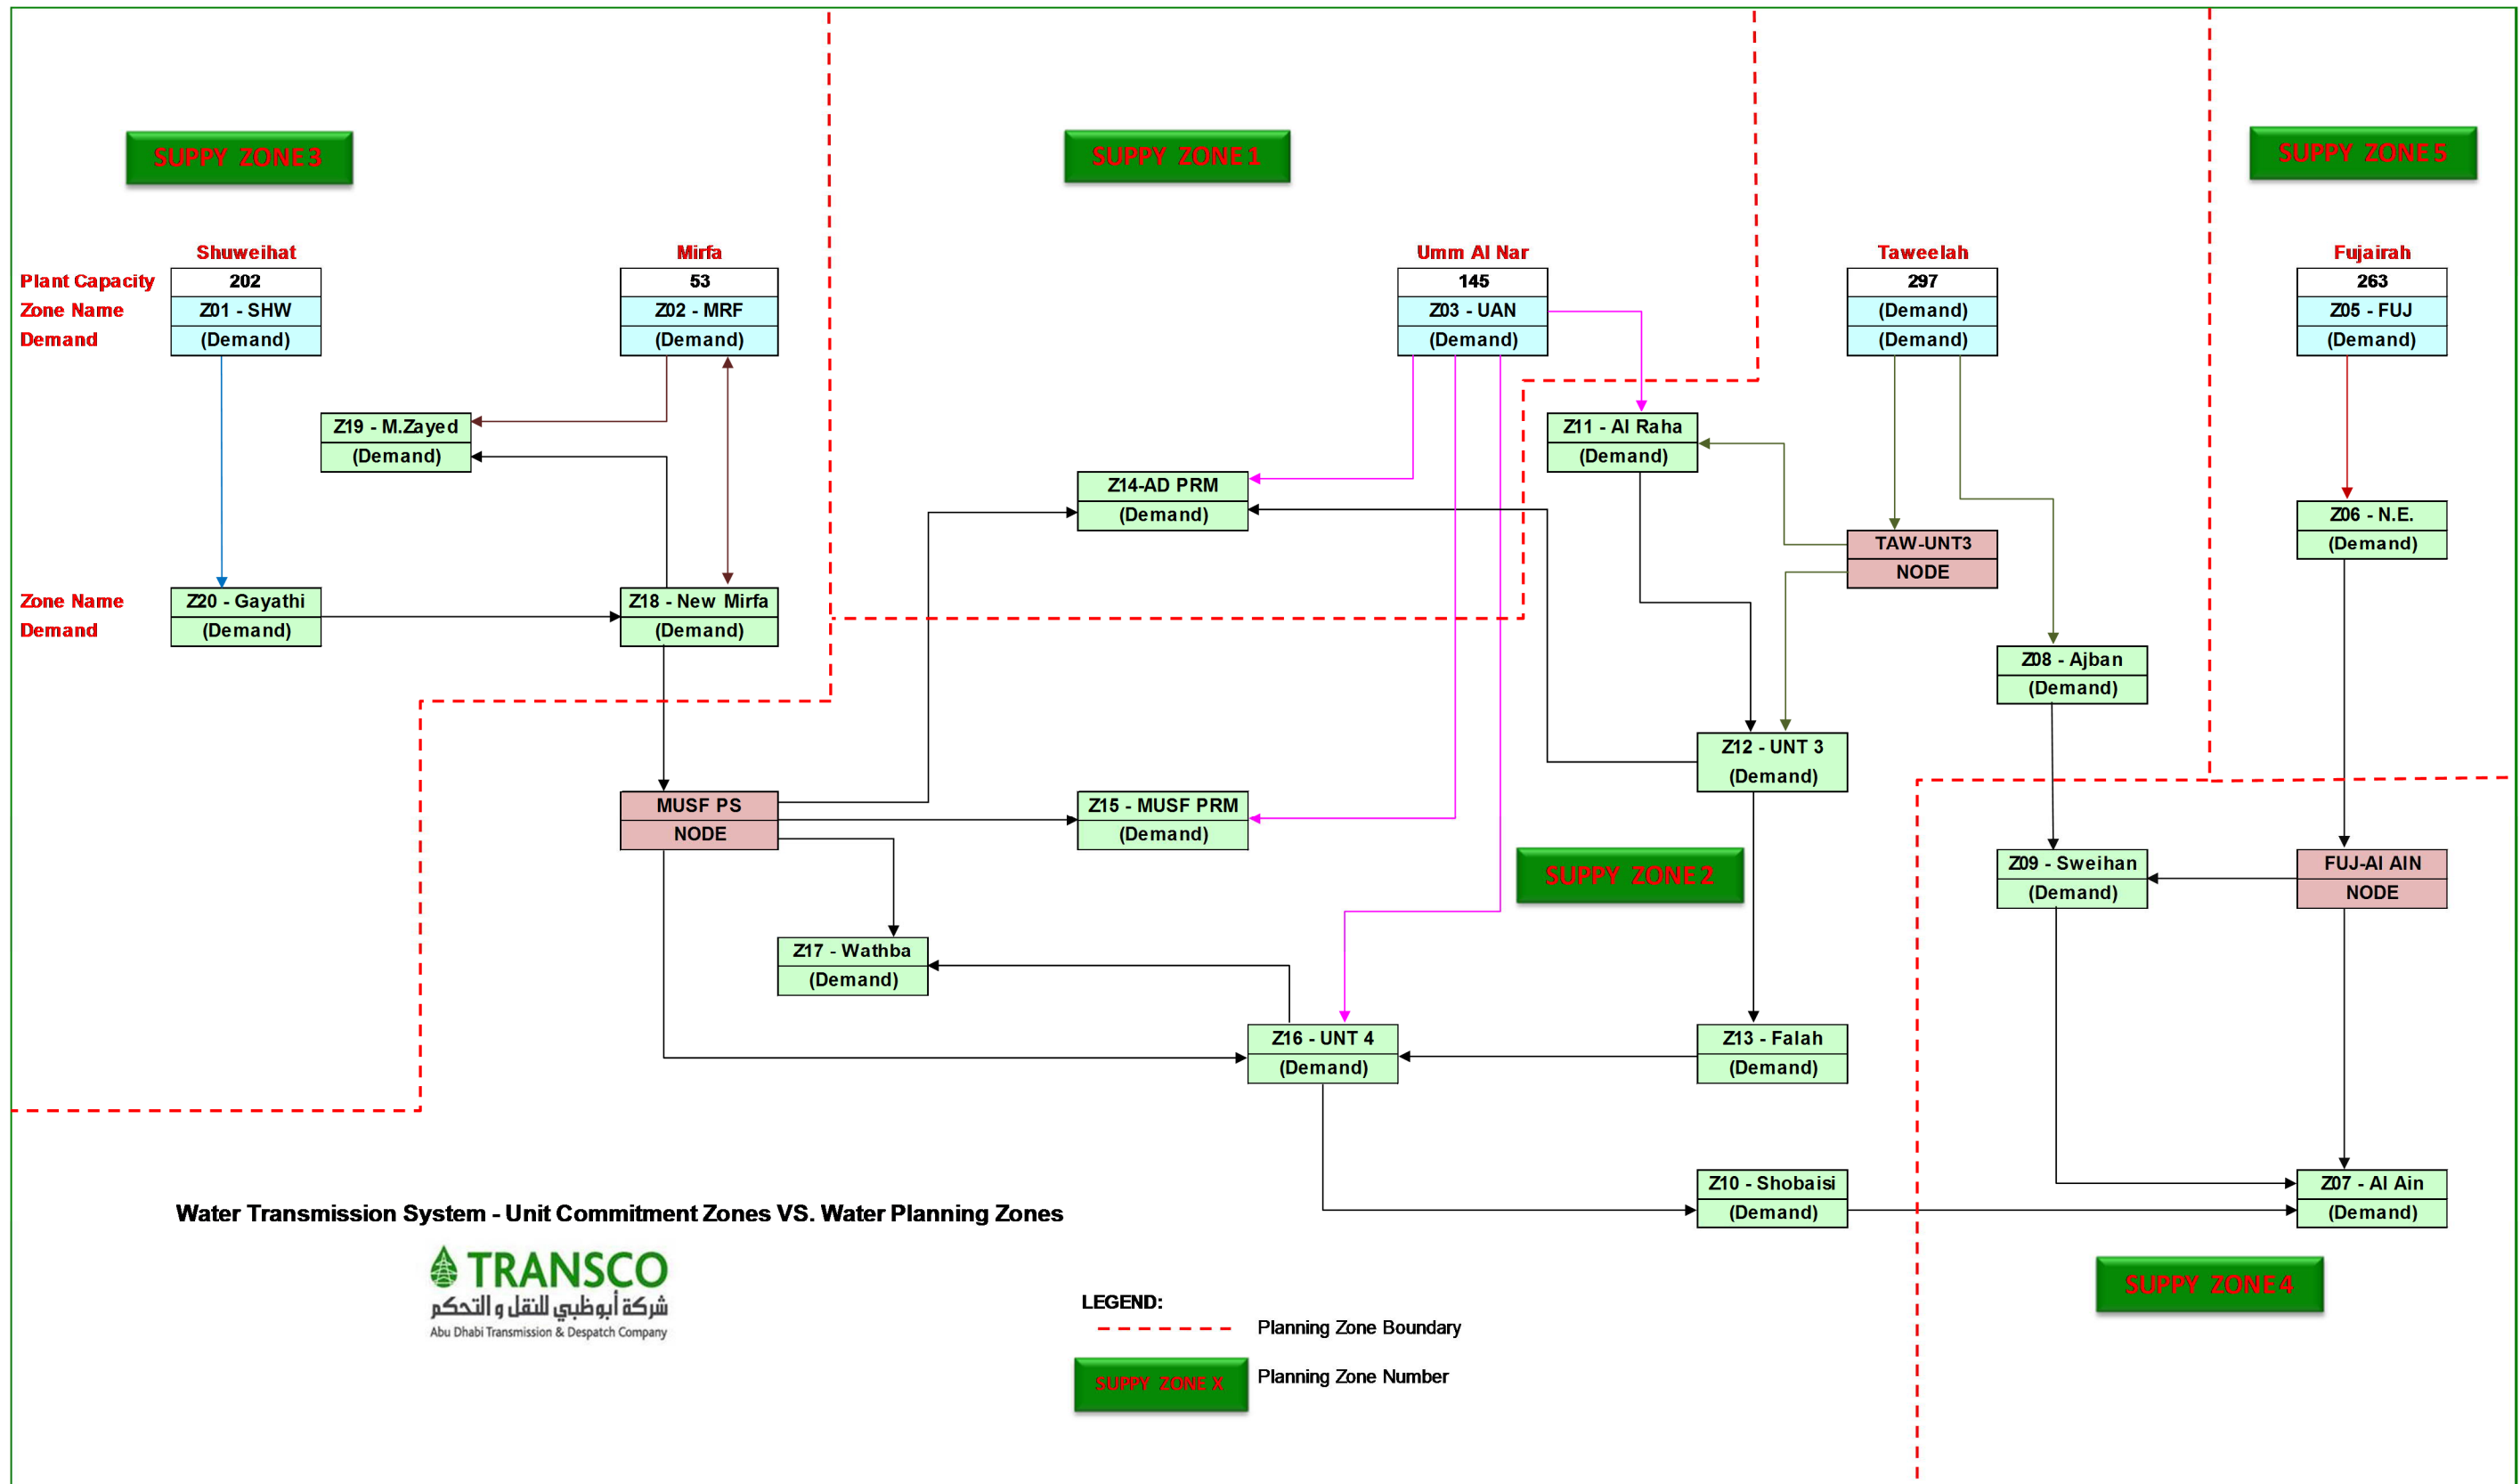 SUPPY ZONE 3
SUPPY ZONE 1
SUPPY ZONE 5
Shuweihat
Mirfa
Umm Al Nar
Taweelah
Fujairah
Plant Capacity
202
53
145
297
263
Zone Name
Z01 - SHW
Z02 - MRF
Z03 - UAN
(Demand)
Z05 - FUJ
Demand
(Demand)
(Demand)
(Demand)
(Demand)
(Demand)
Z19 - M.Zayed
(Demand)
Z11 - Al Raha
(Demand)
Z14-AD PRM
(Demand)
Z06 - N.E.
(Demand)
TAW-UNT3
NODE
Zone Name
Z20 - Gayathi
Z18 - New Mirfa
Demand
(Demand)
(Demand)
Z08 - Ajban
(Demand)
Z12 - UNT 3
(Demand)
MUSF PS
NODE
Z15 - MUSF PRM
(Demand)
SUPPY ZONE 2
Z09 - Sweihan
(Demand)
FUJ-Al AIN
NODE
Z17 - Wathba
(Demand)
Z16 - UNT 4
(Demand)
Z13 - Falah
(Demand)
Z10 - Shobaisi
(Demand)
Z07 - Al Ain
(Demand)
Water Transmission System - Unit Commitment Zones VS. Water Planning Zones
TRANSCO
شركة أبوظبي للنقل و التحكم
Abu Dhabi Transmission & Despatch Company
SUPPY ZONE 4
LEGEND:
Planning Zone Boundary
SUPPY ZONE X
Planning Zone Number